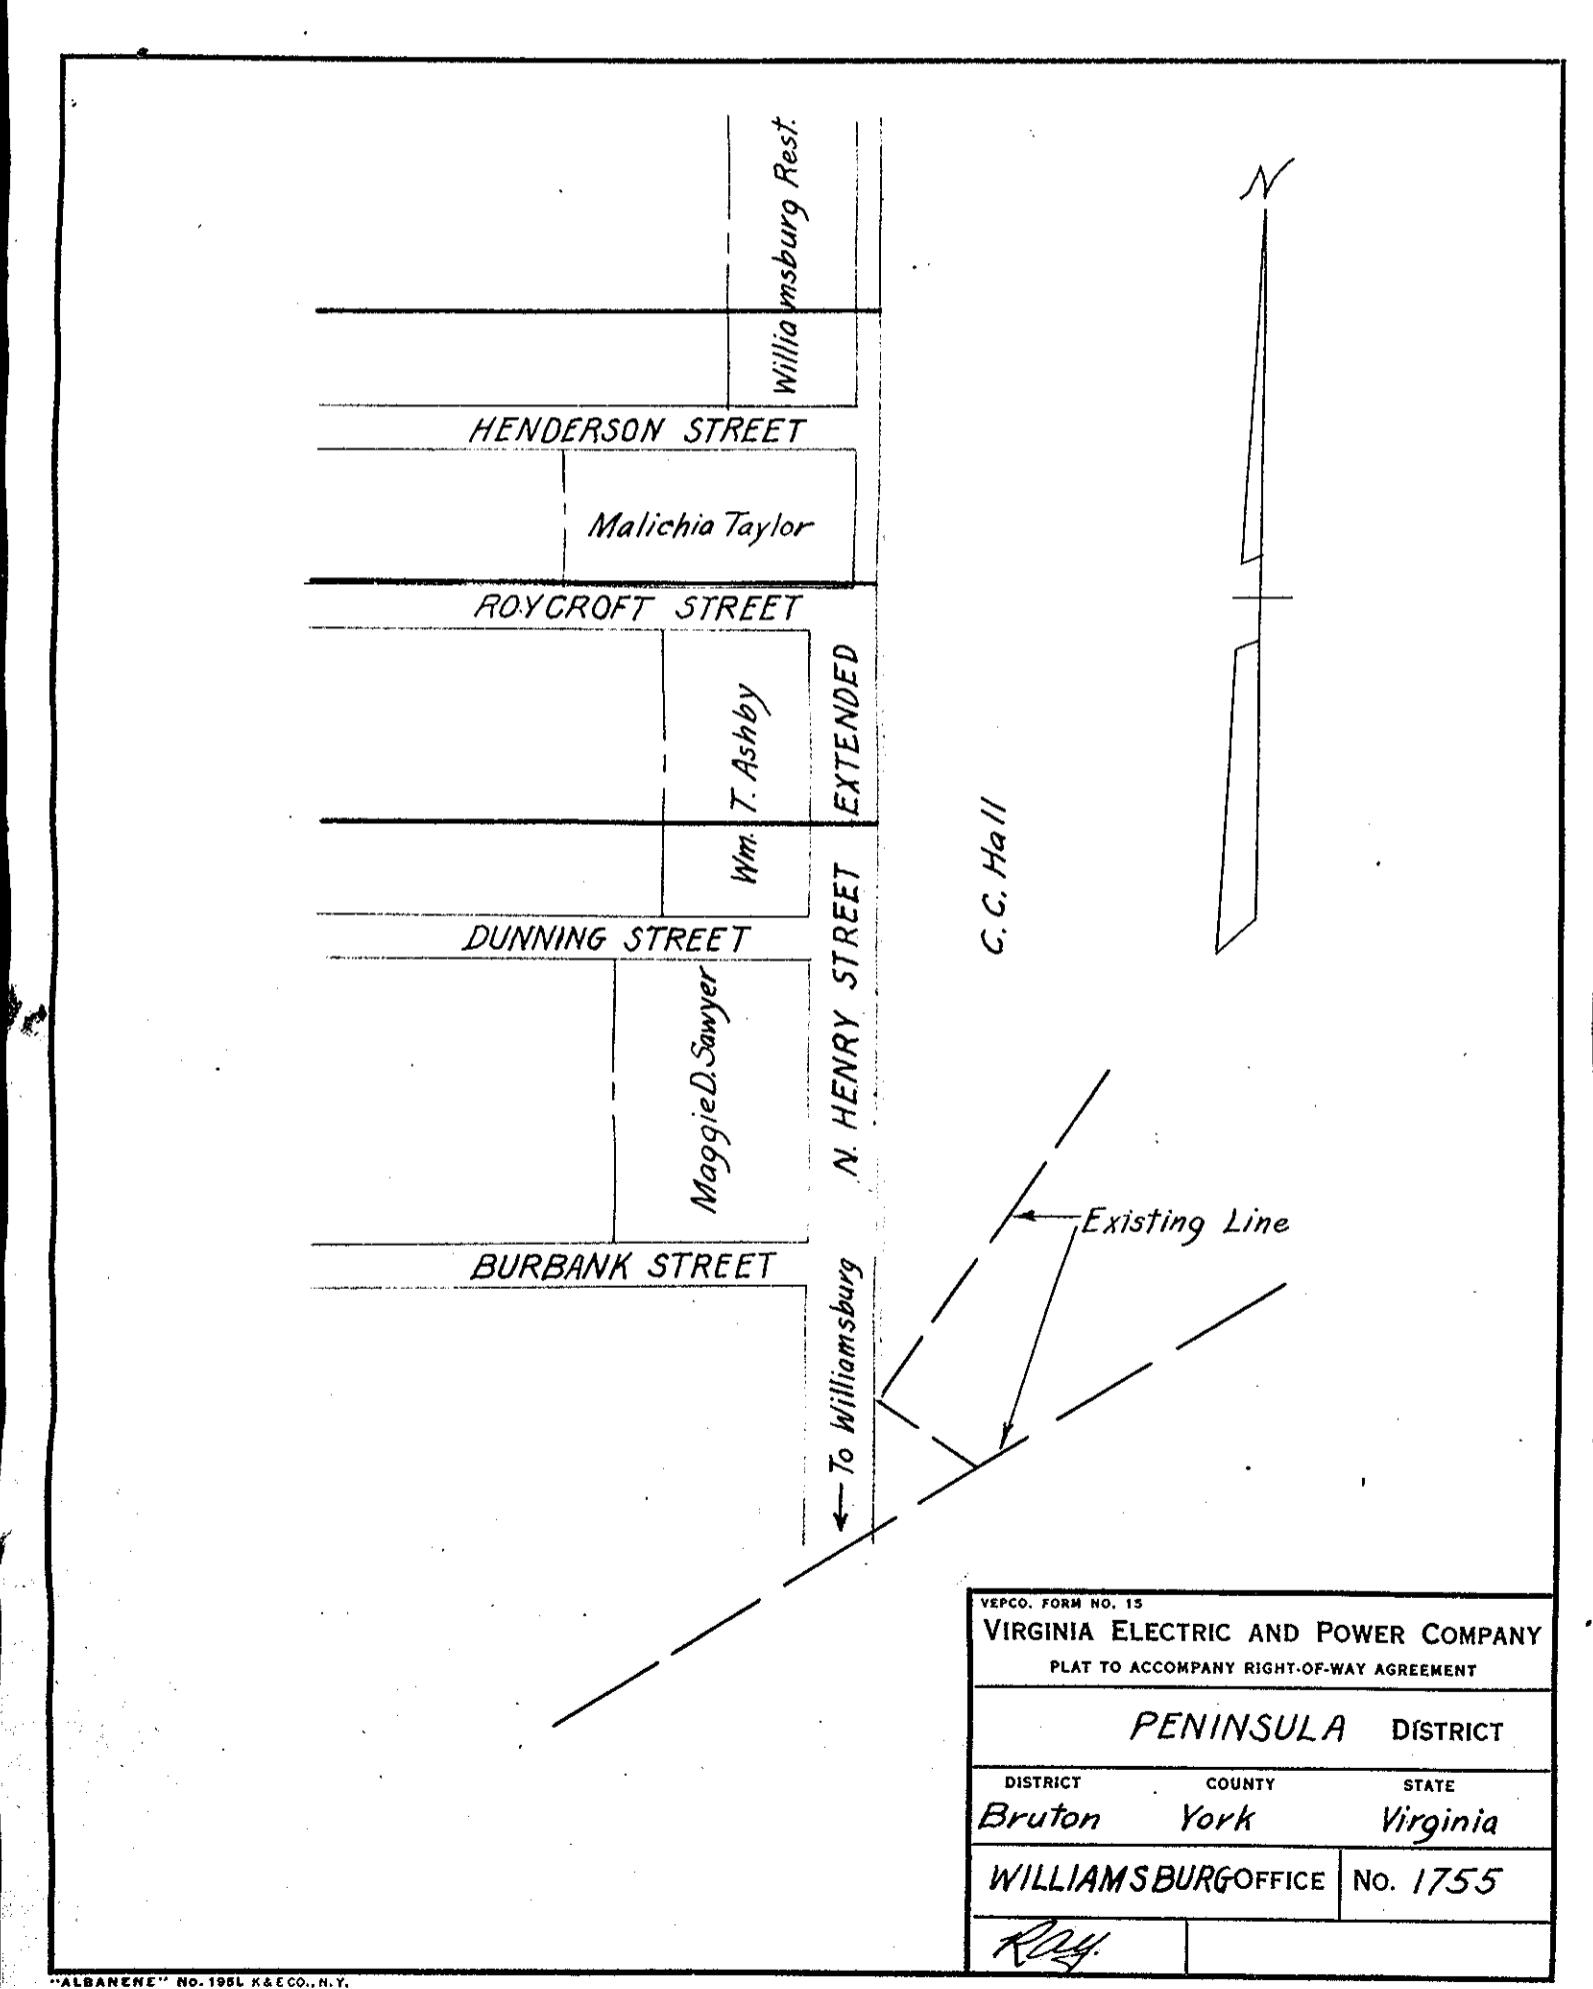 N
Williamsburg Rest.
HENDERSON STREET
Malichia Taylor
ROYCROFT STREET
Wm. T. Ashby
N. HENRY STREET EXTENDED
C. C. Hall
DUNNING STREET
Maggie D. Sawyer
Existing Line
BURBANK STREET
To Williamsburg
VEPCO. FORM NO. 15
VIRGINIA ELECTRIC AND POWER COMPANY
PLAT TO ACCOMPANY RIGHT-OF-WAY AGREEMENT
PENINSULA DISTRICT
DISTRICT COUNTY STATE
Bruton York Virginia
WILLIAMSBURG OFFICE NO. 1755
Ray.
"ALBANENE" NO. 195L K & E CO., N. Y.